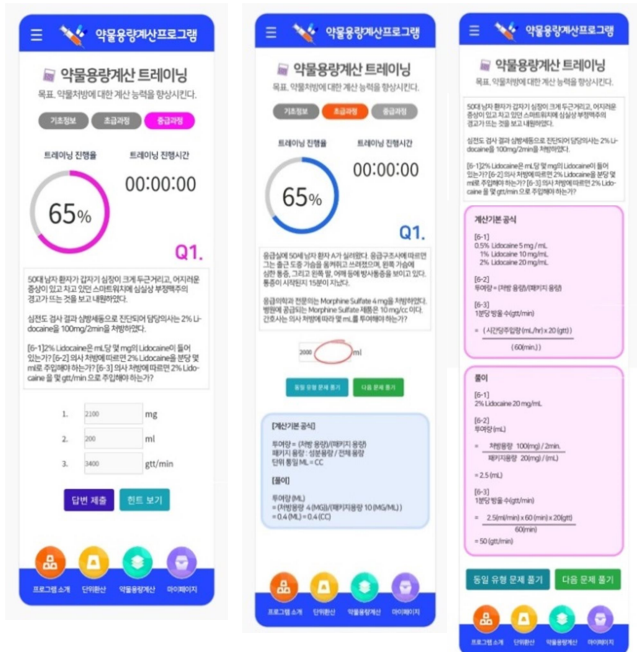 약물용량계산프로그램
약물용량계산 트레이닝
목표. 약물처방에 대한 계산 능력을 향상시킨다.
기초정보 초급과정 중급과정
트레이닝 진행율 트레이닝 진행시간
65%
00:00:00
Q1.
50대 남자 환자가 갑자기 심장이 크게 두근거리고, 어지러운
증상이 있고 차고 있던 스마트워치에 심실상 부정맥주의
경고가 뜨는 것을 보고 내원하였다.
심전도 검사 결과 심방세동으로 진단되어 담당의사는 2% Li-
docaine을 100mg/2min을 처방하였다.
[6-1]2% Lidocaine은 mL당 몇 mg의 Lidocaine이 들어
있는가? [6-2] 의사 처방에 따르면 2% Lidocaine을 분당 몇
ml로 주입해야 하는가? [6-3] 의사 처방에 따르면 2% Lido-
caine 을 몇 gtt/min 으로 주입해야 하는가?
1. 2100 mg
2. 200 ml
3. 3400 gtt/min
답변 제출 힌트 보기
프로그램 소개 단위환산 약물용량계산 마이페이지
약물용량계산프로그램
약물용량계산 트레이닝
목표. 약물처방에 대한 계산 능력을 향상시킨다.
기초정보 초급과정 중급과정
트레이닝 진행율 트레이닝 진행시간
65%
00:00:00
Q1.
응급실에 50세 남자 환자 A가 실려왔다. 응급구조사에 따르면
그는 출근 도중 가슴을 움켜쥐고 쓰러졌으며, 왼쪽 가슴에
심한 통증, 그리고 왼쪽 팔, 어깨 등에 방사통증을 보이고 있다.
통증이 시작된지 15분이 지났다.
응급의학과 전문의는 Morphine Sulfate 4 mg을 처방하였다.
병원에 공급되는 Morphine Sulfate 제품은 10 mg/cc 이다.
간호사는 의사 처방에 따라 몇 mL를 투여해야 하는가?
2000 ml
동일 유형 문제 풀기 다음 문제 풀기
[계산기본 공식]
투여량 = (처방 용량)/(패키지 용량)
패키지 용량 : 성분용량 / 전체 용량
단위 통일 ML = CC
[풀이]
투여량 (ML)
= (처방용량 4 (MG))/(패키지용량 10 (MG/ML) )
= 0.4 (ML) = 0.4 (CC)
프로그램 소개 단위환산 약물용량계산 마이페이지
약물용량계산프로그램
약물용량계산 트레이닝
목표. 약물처방에 대한 계산 능력을 향상시킨다.
50대 남자 환자가 갑자기 심장이 크게 두근거리고, 어지러운
증상이 있고 차고 있던 스마트워치에 심실상 부정맥주의
경고가 뜨는 것을 보고 내원하였다.
심전도 검사 결과 심방세동으로 진단되어 담당의사는 2% Li-
docaine을 100mg/2min을 처방하였다.
[6-1]2% Lidocaine은 mL당 몇 mg의 Lidocaine이 들어
있는가? [6-2] 의사 처방에 따르면 2% Lidocaine을 분당 몇
ml로 주입해야 하는가? [6-3] 의사 처방에 따르면 2% Lido-
caine 을 몇 gtt/min 으로 주입해야 하는가?
계산기본 공식
[6-1]
0.5% Lidocaine 5 mg / mL
1% Lidocaine 10 mg/mL
2% Lidocaine 20 mg/mL
[6-2]
투여량 = (처방 용량)/(패키지 용량)
[6-3]
1분당 방울 수(gtt/min)
= ( 시간당주입량 (mL/hr) x 20 (gtt) )
( 60(min.) )
풀이
[6-1]
2% Lidocaine 20 mg/mL
[6-2]
투여량 (mL)
= 처방용량 100(mg) / 2min.
패키지용량 20(mg) / (mL)
= 2.5 (mL)
[6-3]
1분당 방울 수(gtt/min)
= 2.5(ml/min) x 60 (min) x 20(gtt)
60(min)
= 50 (gtt/min)
동일 유형 문제 풀기 다음 문제 풀기
프로그램 소개 단위환산 약물용량계산 마이페이지